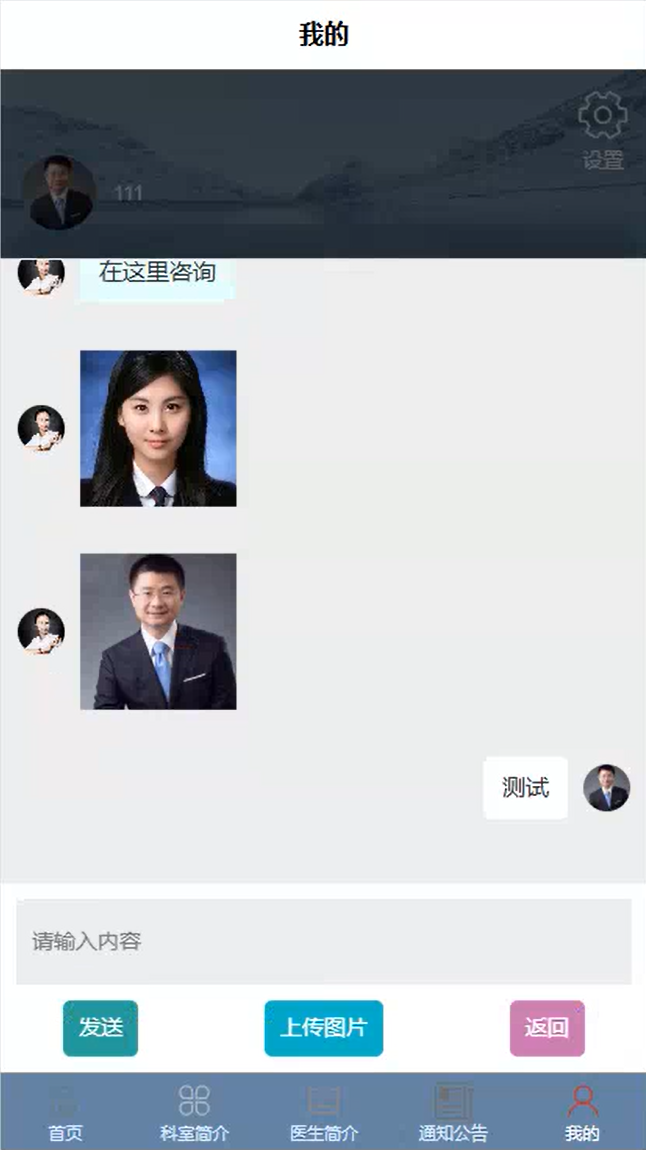 我的
设置
111
在这里咨询
测试
请输入内容
发送
上传图片
返回
首页
科室简介
医生简介
通知公告
我的